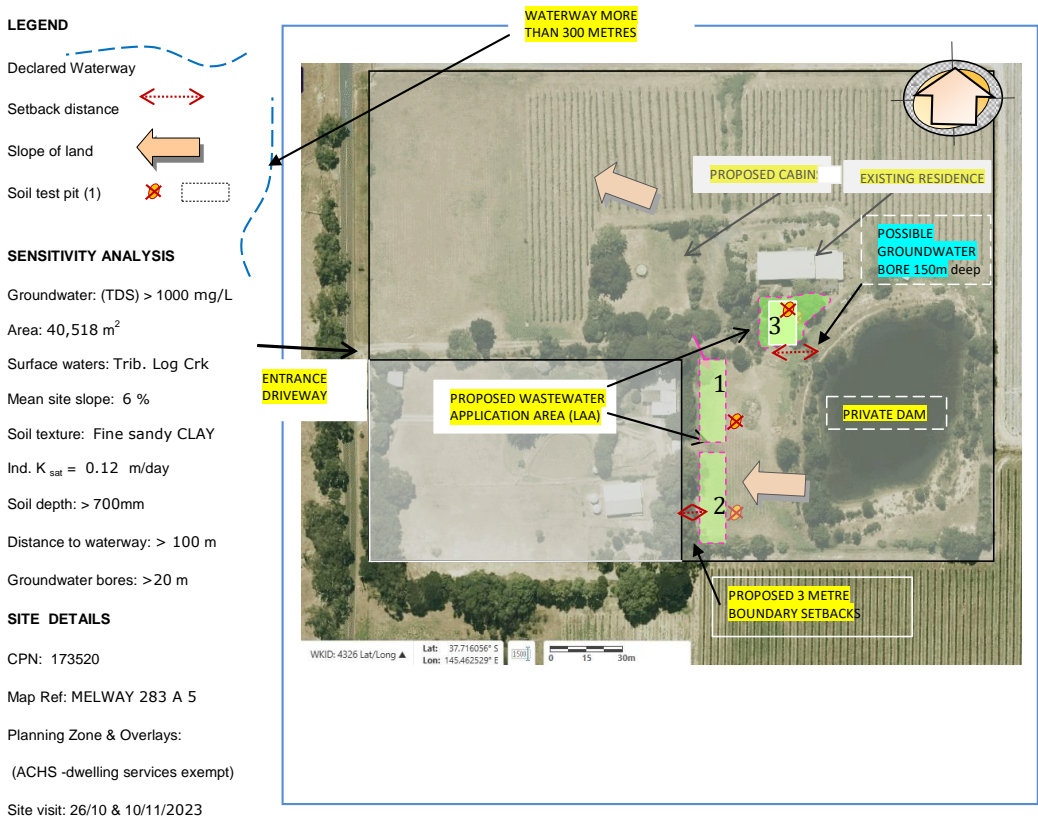 LEGEND
Declared Waterway
Setback distance
Slope of land
Soil test pit (1)
SENSITIVITY ANALYSIS
Groundwater: (TDS) > 1000 mg/L
Area: 40,518 m²
Surface waters: Trib. Log Crk
Mean site slope: 6 %
Soil texture: Fine sandy CLAY
Ind. K sat = 0.12 m/day
Soil depth: > 700mm
Distance to waterway: > 100 m
Groundwater bores: >20 m
SITE DETAILS
CPN: 173520
Map Ref: MELWAY 283 A 5
Planning Zone & Overlays:
(ACHS -dwelling services exempt)
Site visit: 26/10 & 10/11/2023
WATERWAY MORE
THAN 300 METRES
PROPOSED CABINS
EXISTING RESIDENCE
POSSIBLE
GROUNDWATER
BORE 150m deep
3
ENTRANCE
DRIVEWAY
PROPOSED WASTEWATER
APPLICATION AREA (LAA)
1
PRIVATE DAM
2
PROPOSED 3 METRE
BOUNDARY SETBACKS
WKID: 4326 Lat/Long ▲
Lat: 37.716056° S
Lon: 145.462529° E
0 15 30m